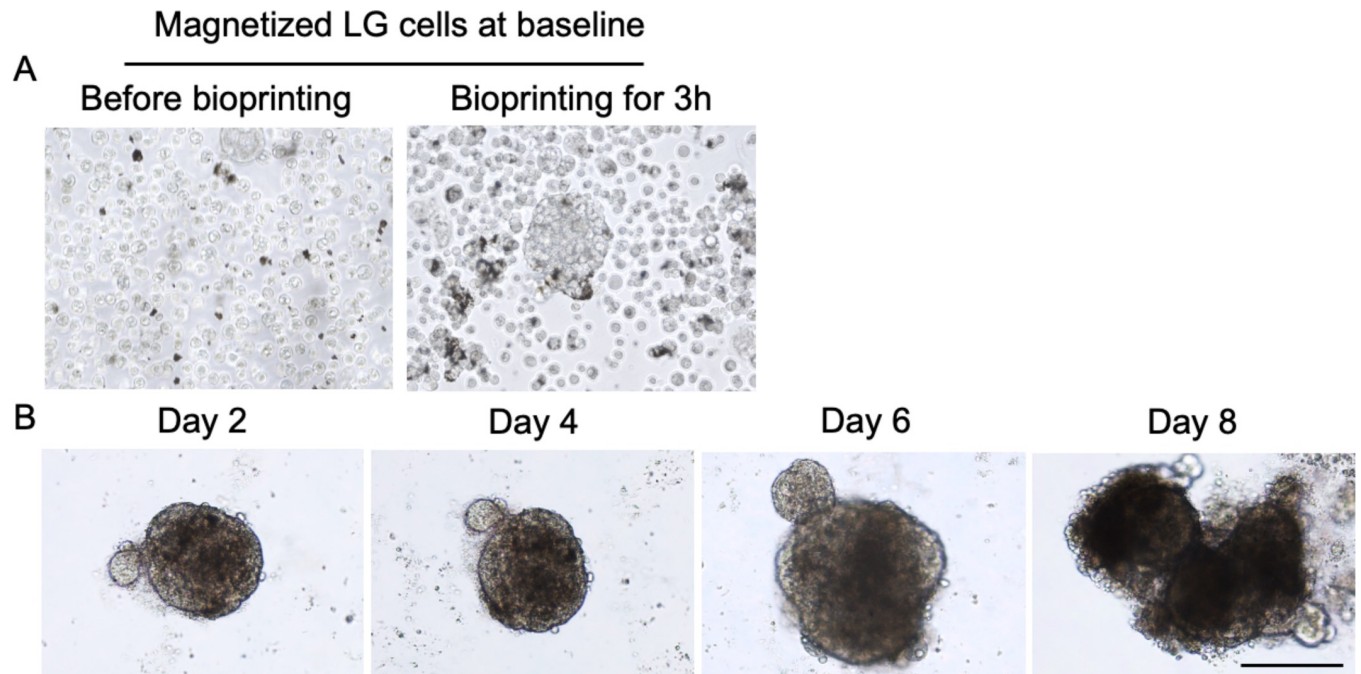 Magnetized LG cells at baseline
A
Before bioprinting
Bioprinting for 3h
B
Day 2
Day 4
Day 6
Day 8